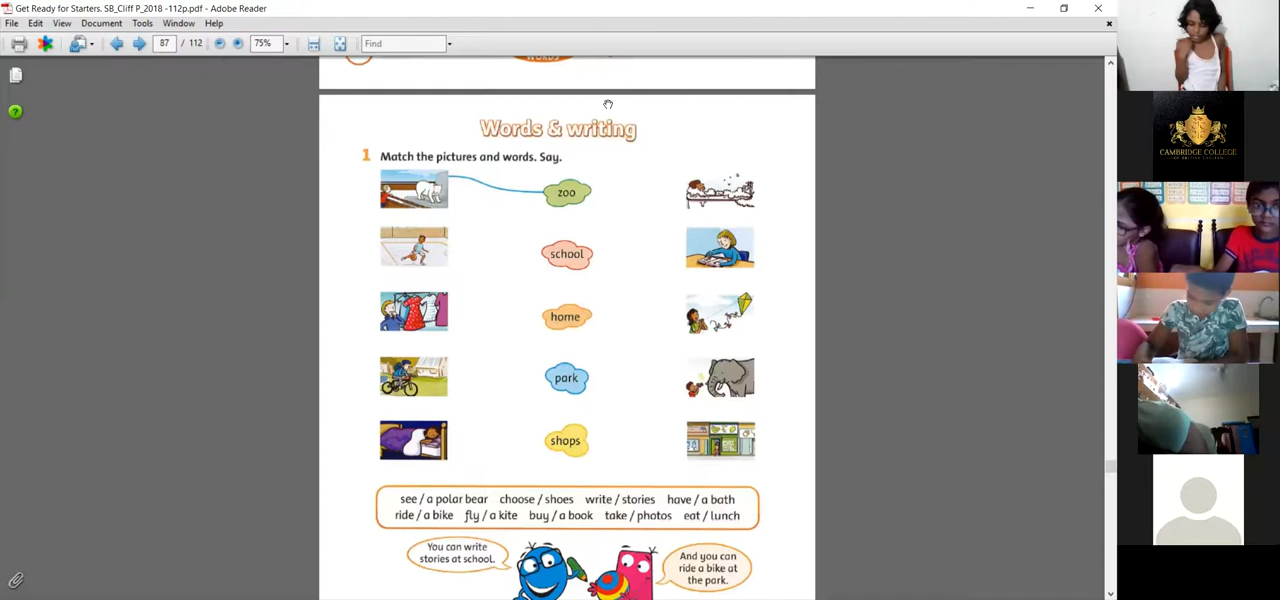 Get Ready for Starters. SB_Cliff P_2018 -112p.pdf - Adobe Reader
File Edit View Document Tools Window Help
87 / 112 75% Find
WORDS
Words & writing
1 Match the pictures and words. Say.
zoo
school
home
park
shops
see / a polar bear choose / shoes write / stories have / a bath
ride / a bike fly / a kite buy / a book take / photos eat / lunch
You can write
stories at school.
And you can
ride a bike at
the park.
CAMBRIDGE COLLEGE